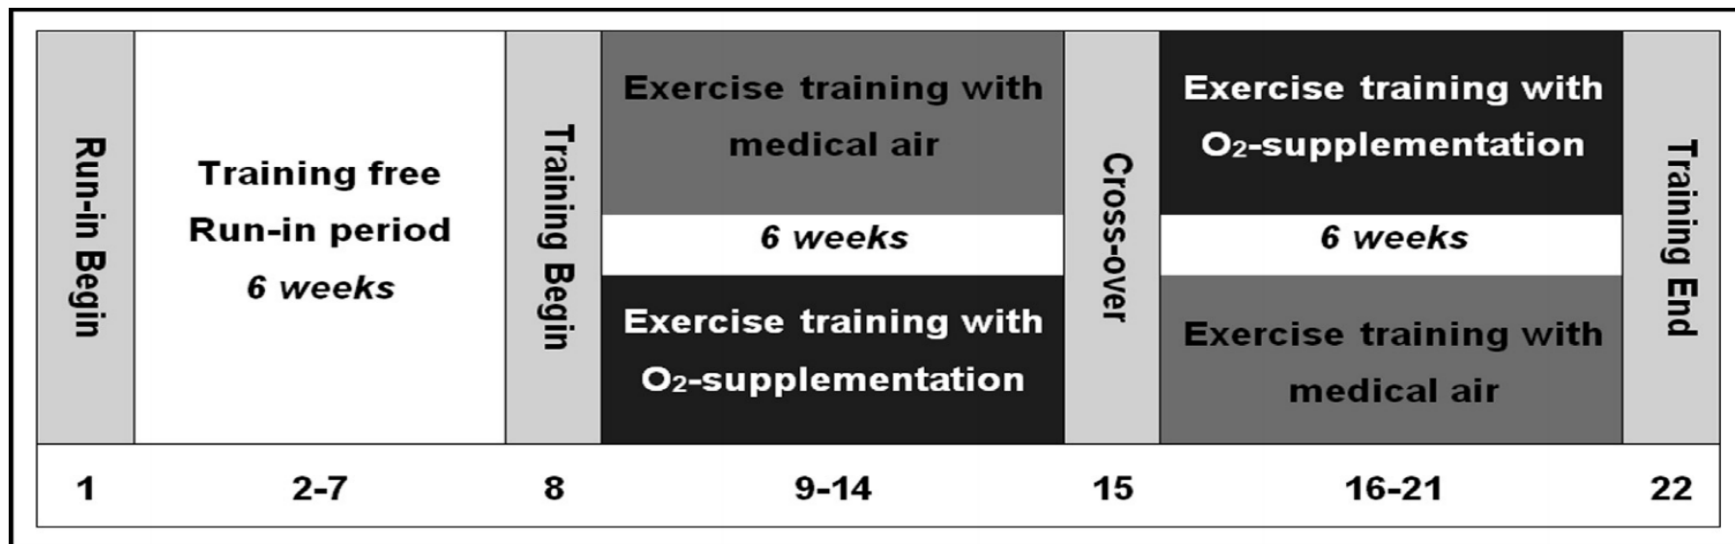 Run-in Begin
Training free
Run-in period
6 weeks
Training Begin
Exercise training with
medical air
6 weeks
Exercise training with
O₂-supplementation
Cross-over
Exercise training with
O₂-supplementation
6 weeks
Exercise training with
medical air
Training End
1 2-7 8 9-14 15 16-21 22